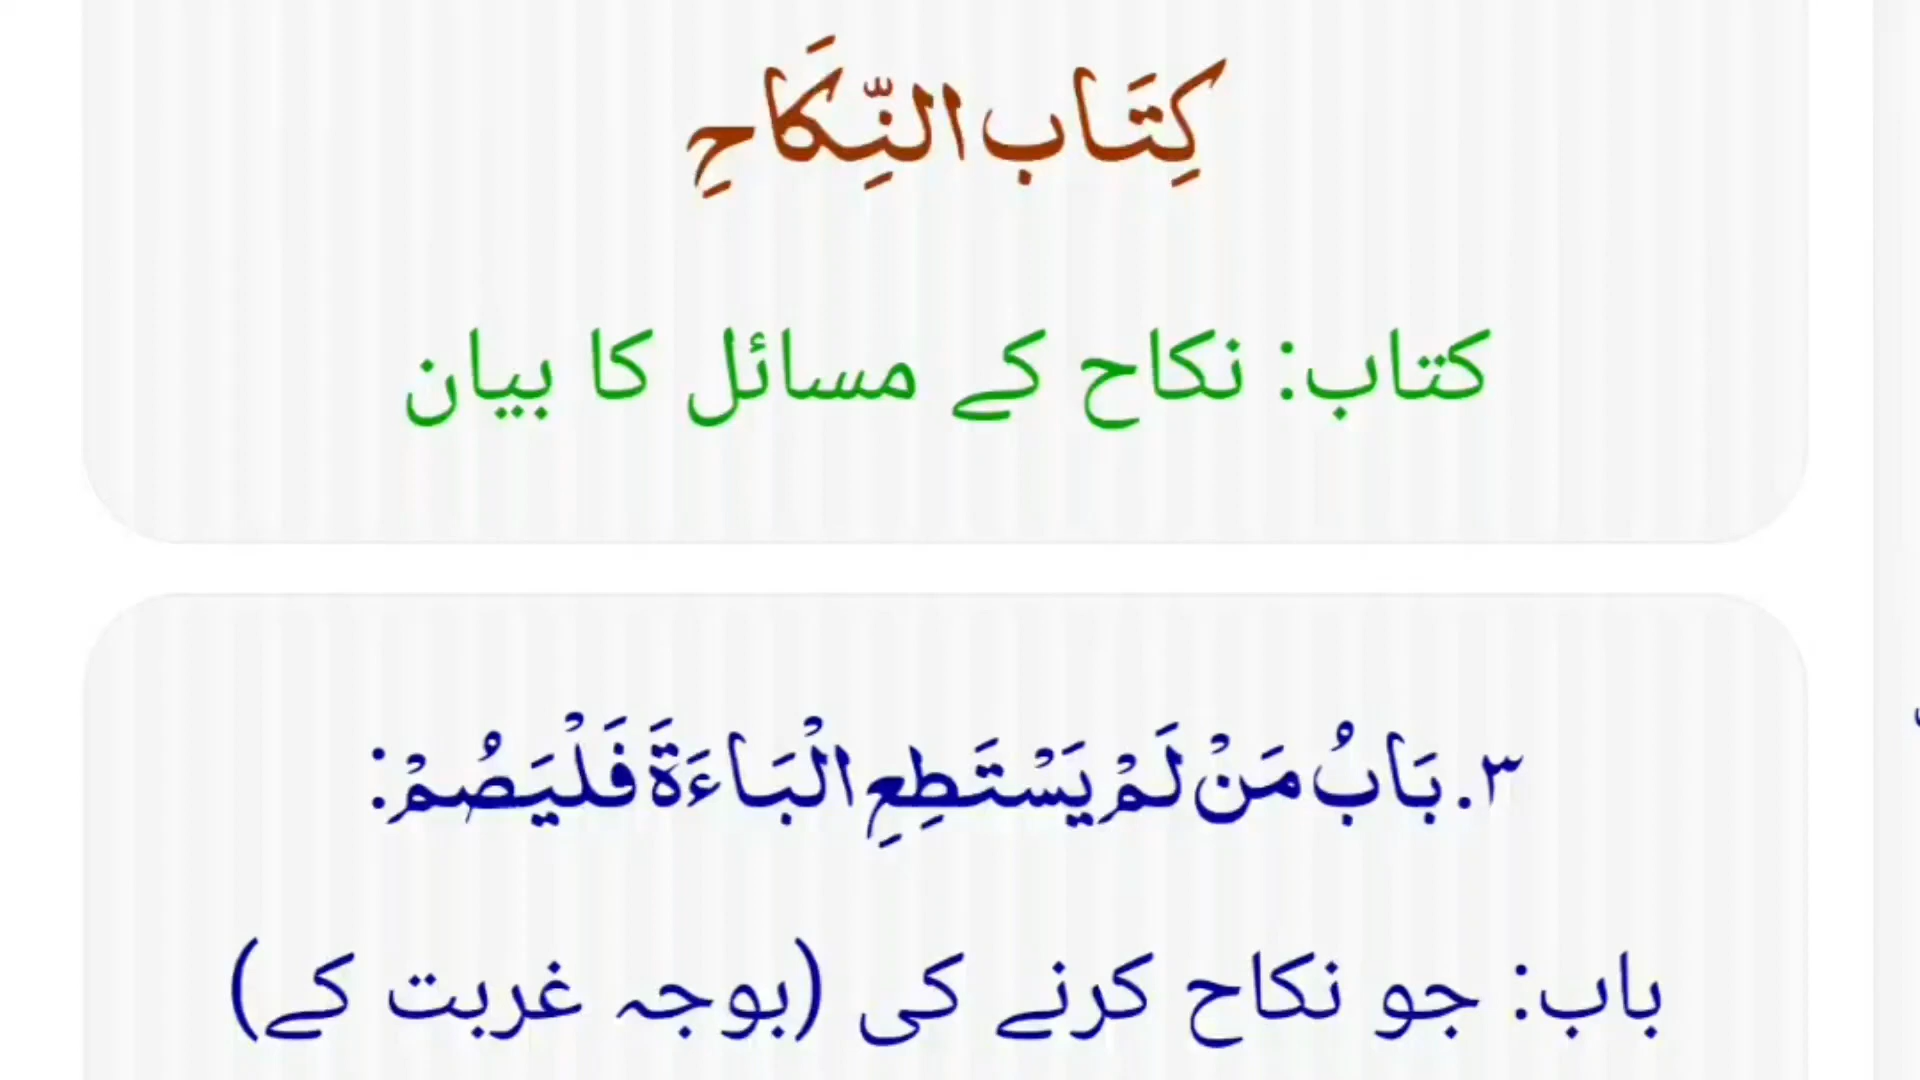 كِتَاب النِّكَاحِ
کتاب: نکاح کے مسائل کا بیان
٣. بَابُ مَنْ لَمْ يَسْتَطِعِ الْبَاءَةَ فَلْيَصُمْ:
باب: جو نکاح کرنے کی (بوجہ غربت کے)